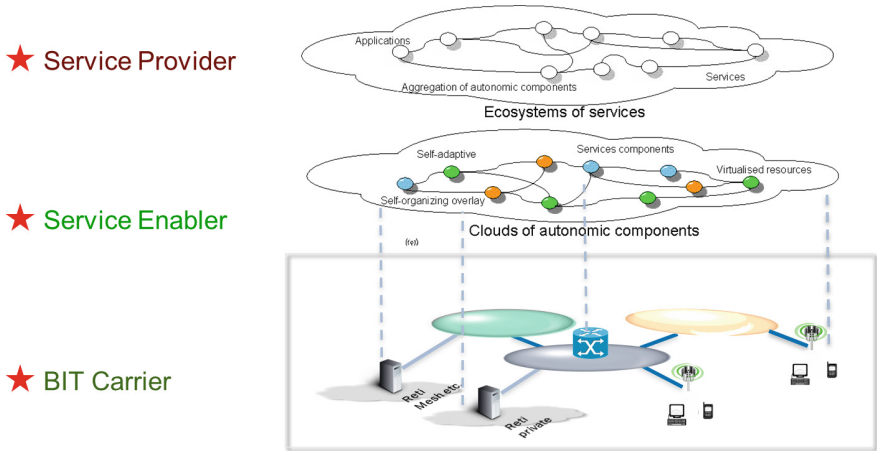 Service Provider
Applications
Aggregation of autonomic components
Services
Ecosystems of services
Self-adaptive
Services components
Virtualised resources
Self-organizing overlay
Service Enabler
Clouds of autonomic components
BIT Carrier
Reti
Mesh,etc
Reti
private